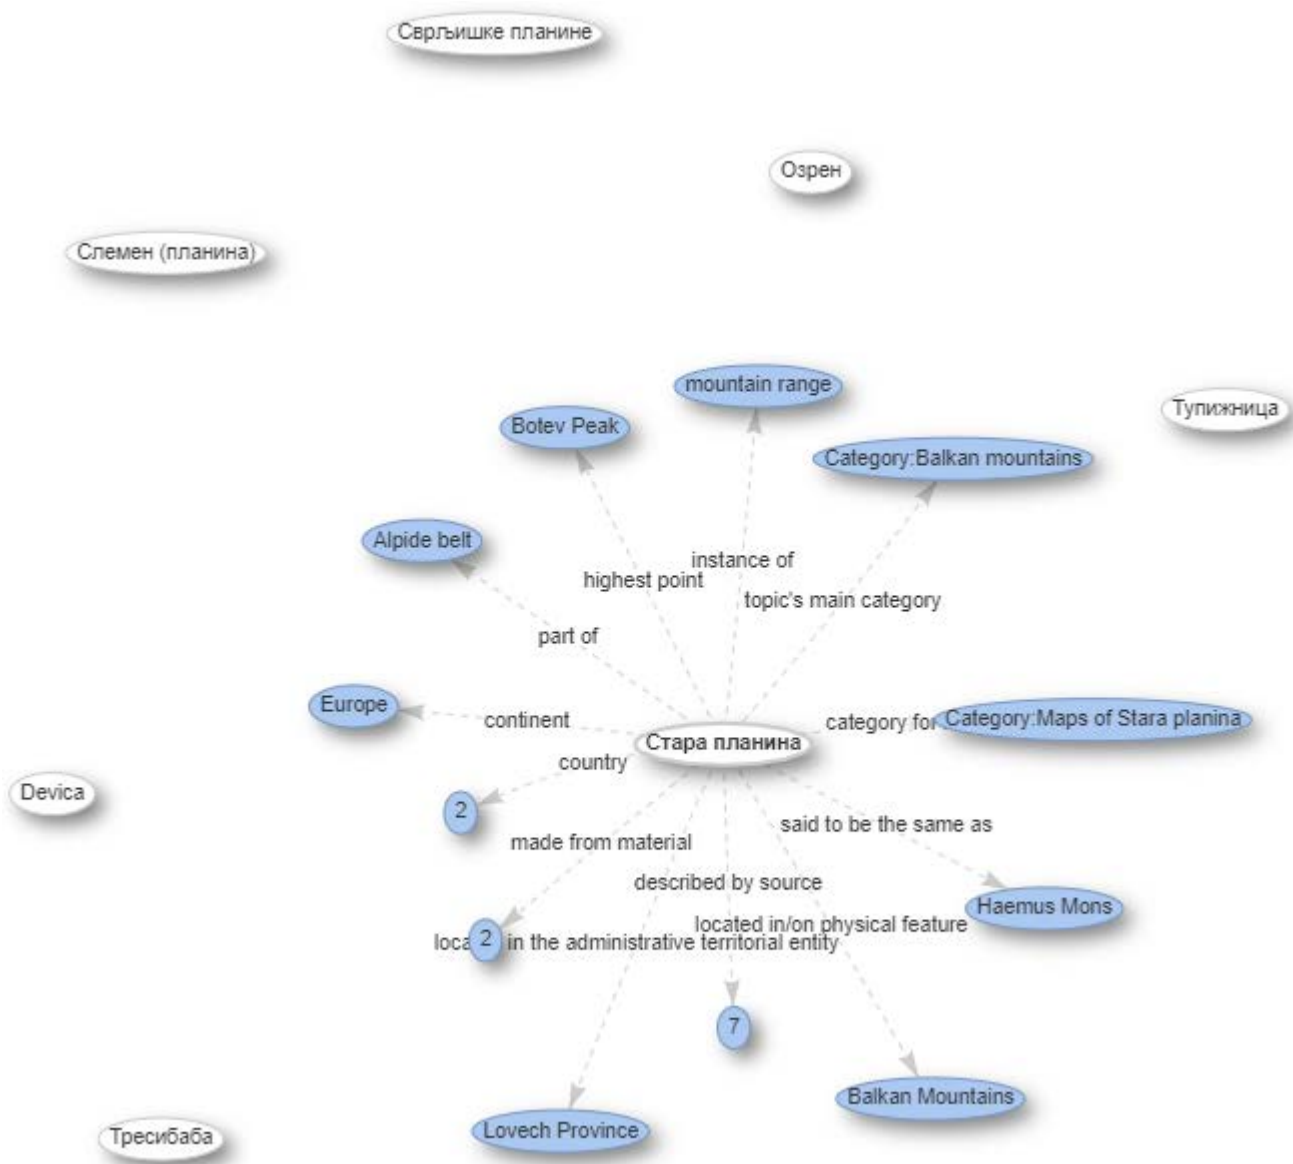 Сврљишке планине
Озрен
Слемен (планина)
mountain range
Тупижница
Botev Peak
Category:Balkan mountains
Alpide belt
instance of
highest point
topic's main category
part of
Europe
continent
category for
Category:Maps of Stara planina
Стара планина
country
Devica
2
said to be the same as
made from material
described by source
Haemus Mons
located in/on physical feature
2
in the administrative territorial entity
7
Balkan Mountains
Lovech Province
Тресибаба